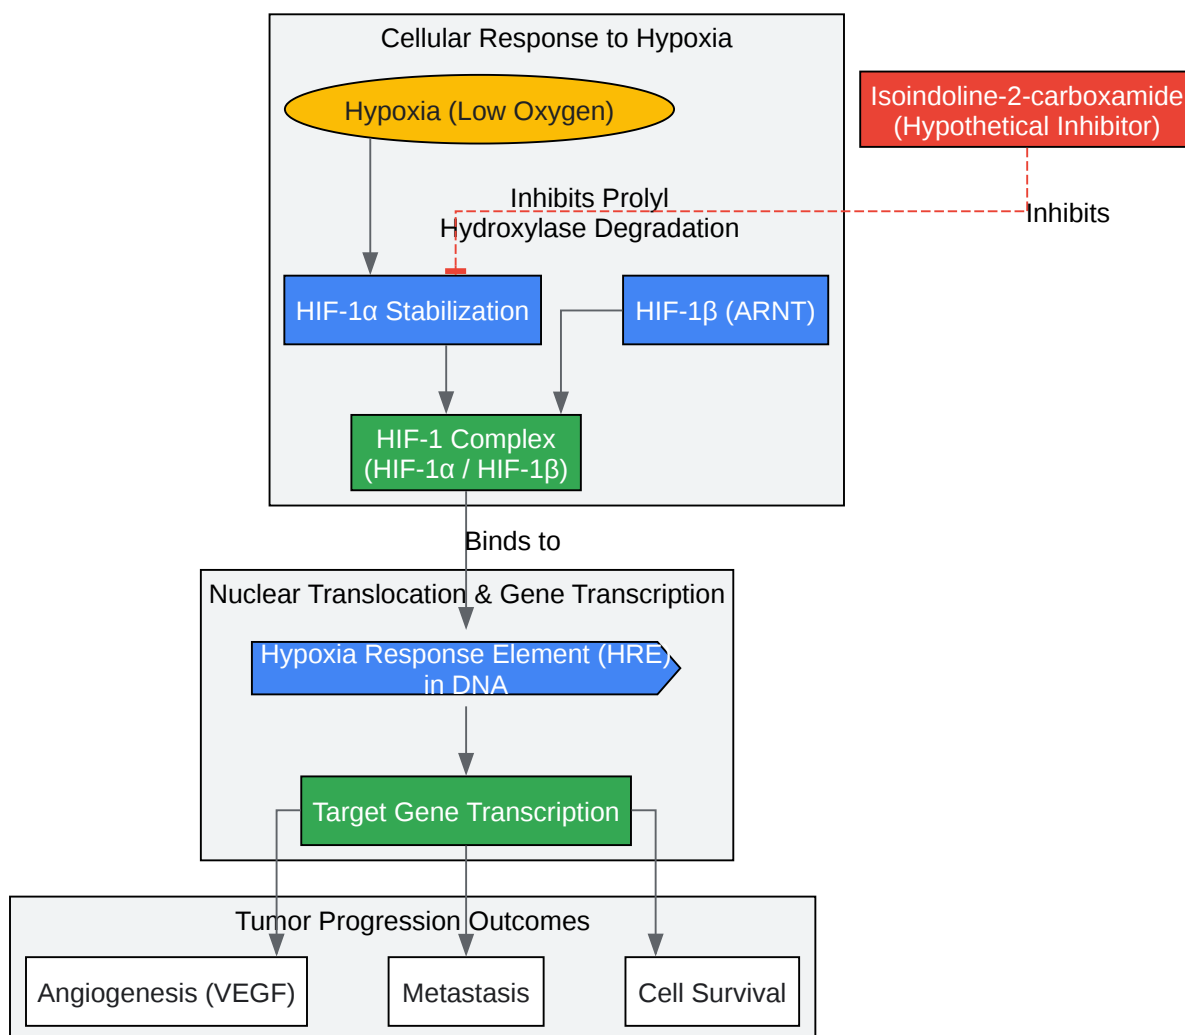 Cellular Response to Hypoxia
Hypoxia (Low Oxygen)
Isoindoline-2-carboxamide
(Hypothetical Inhibitor)
Inhibits Prolyl
Hydroxylase Degradation
Inhibits
HIF-1α Stabilization
HIF-1β (ARNT)
HIF-1 Complex
(HIF-1α / HIF-1β)
Binds to
Nuclear Translocation & Gene Transcription
Hypoxia Response Element (HRE)
in DNA
Target Gene Transcription
Tumor Progression Outcomes
Angiogenesis (VEGF)
Metastasis
Cell Survival